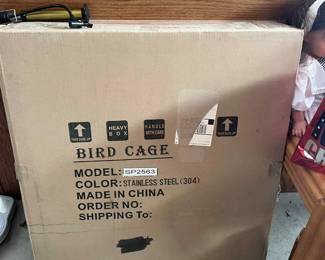 HEAVY BOX
HANDLE WITH CARE
BIRD CAGE
MODEL: SP2563
COLOR: STAINLESS STEEL (304)
MADE IN CHINA
ORDER NO:
SHIPPING To: